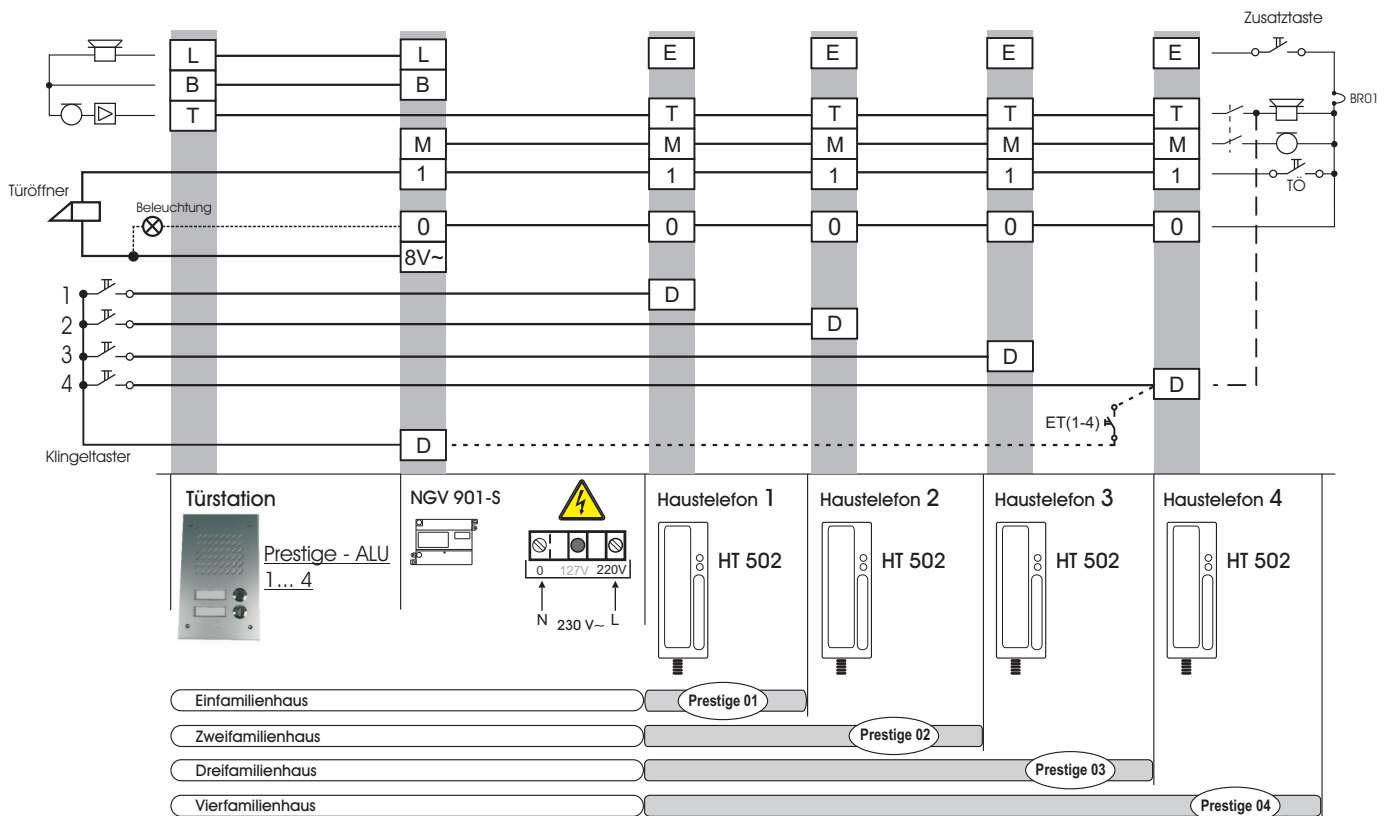 Zusatztaste
L L E E E E
B B
BR01
T T T T T
M M M M M
1 1 1 1 1
TÖ
Türöffner
Beleuchtung
0 0 0 0 0
8V~
1 D
2 D
3 D
4 D
ET(1-4)
D
Klingeltaster
Türstation
NGV 901-S
Haustelefon 1
Haustelefon 2
Haustelefon 3
Haustelefon 4
Prestige - ALU
1... 4
0 127V 220V
N 230 V~ L
HT 502
HT 502
HT 502
HT 502
Einfamilienhaus
Prestige 01
Zweifamilienhaus
Prestige 02
Dreifamilienhaus
Prestige 03
Vierfamilienhaus
Prestige 04